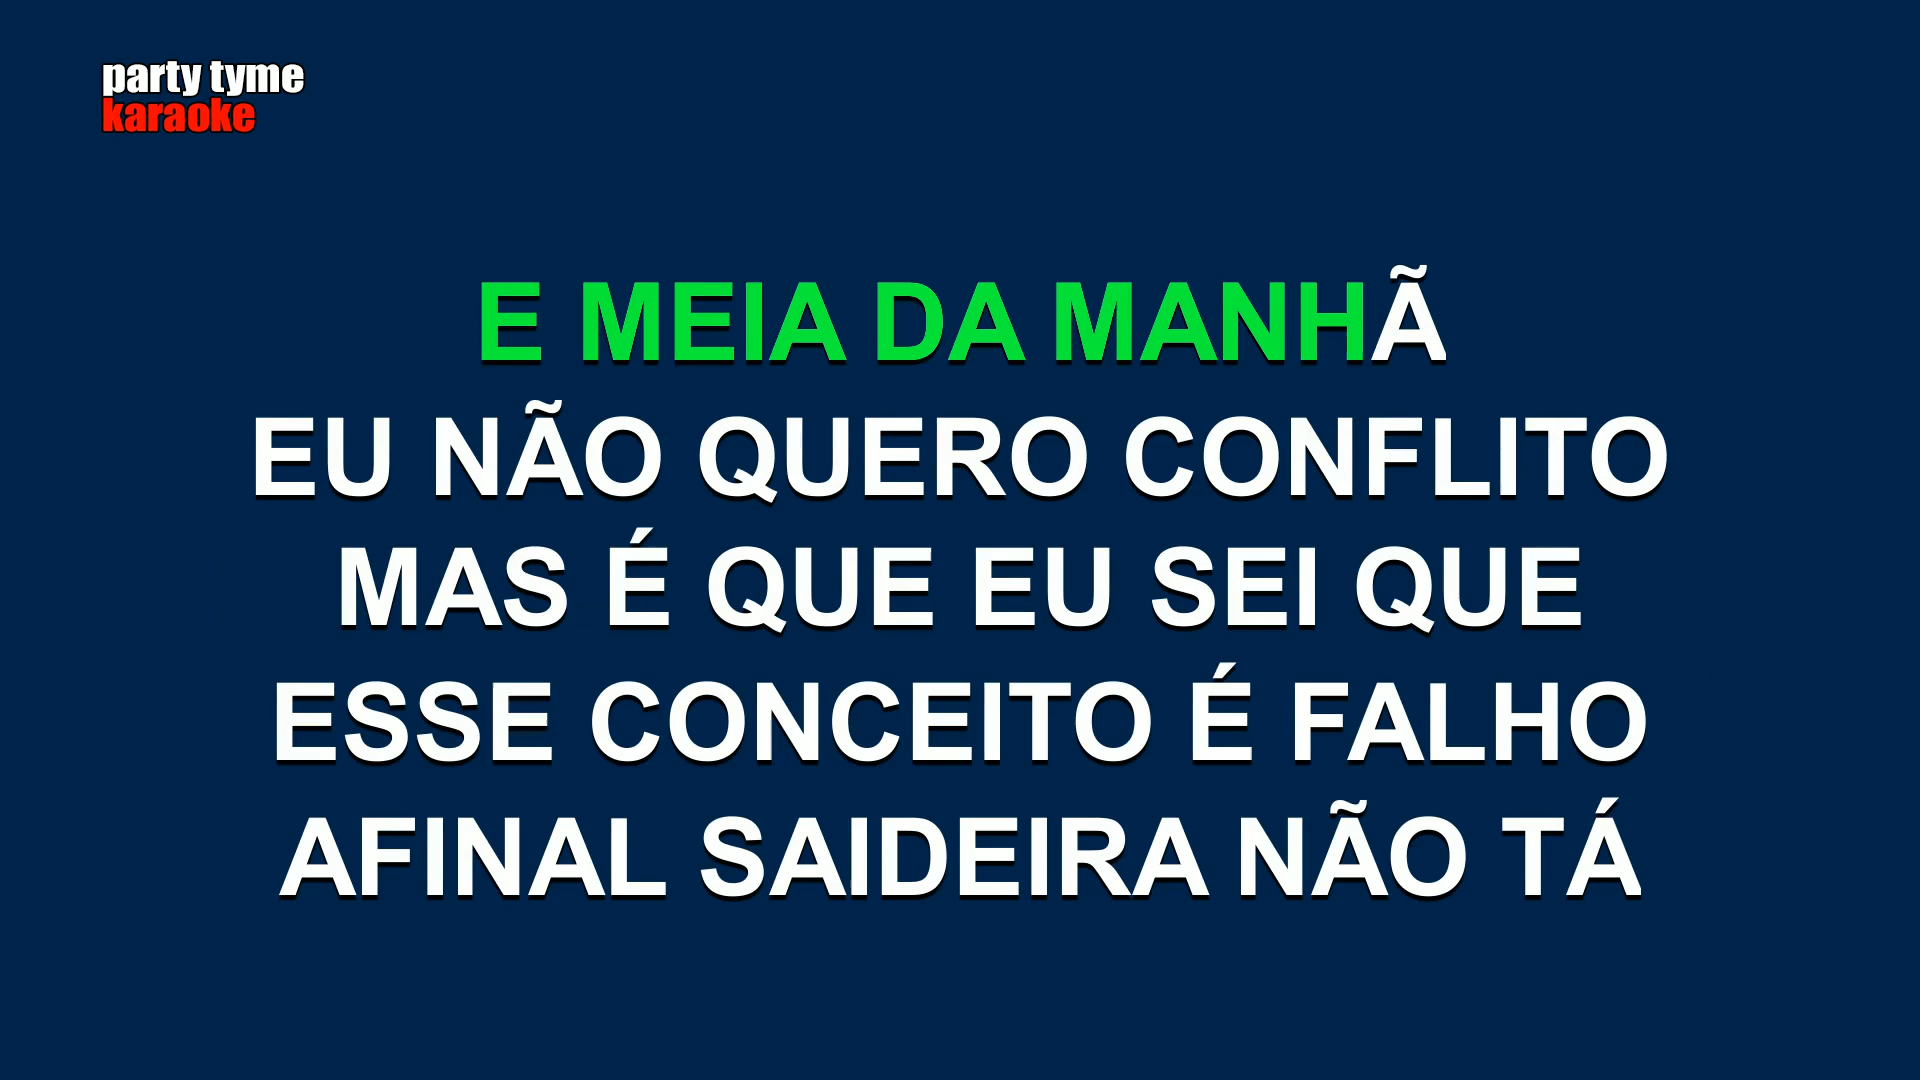 party tyme
karaoke
E MEIA DA MANHÃ
EU NÃO QUERO CONFLITO
MAS É QUE EU SEI QUE
ESSE CONCEITO É FALHO
AFINAL SAIDEIRA NÃO TÁ